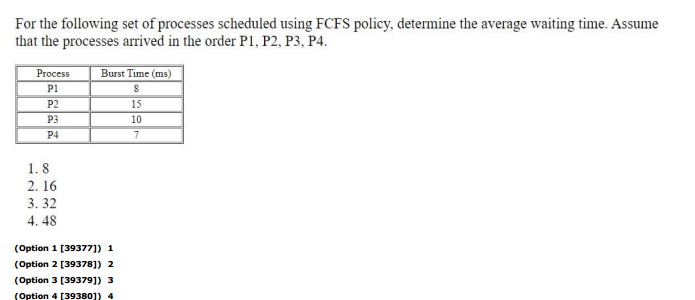 For the following set of processes scheduled using FCFS policy, determine the average waiting time. Assume
that the processes arrived in the order P1, P2, P3, P4.
Process Burst Time (ms)
P1 8
P2 15
P3 10
P4 7
1. 8
2. 16
3. 32
4. 48
(Option 1 [39377]) 1
(Option 2 [39378]) 2
(Option 3 [39379]) 3
(Option 4 [39380]) 4